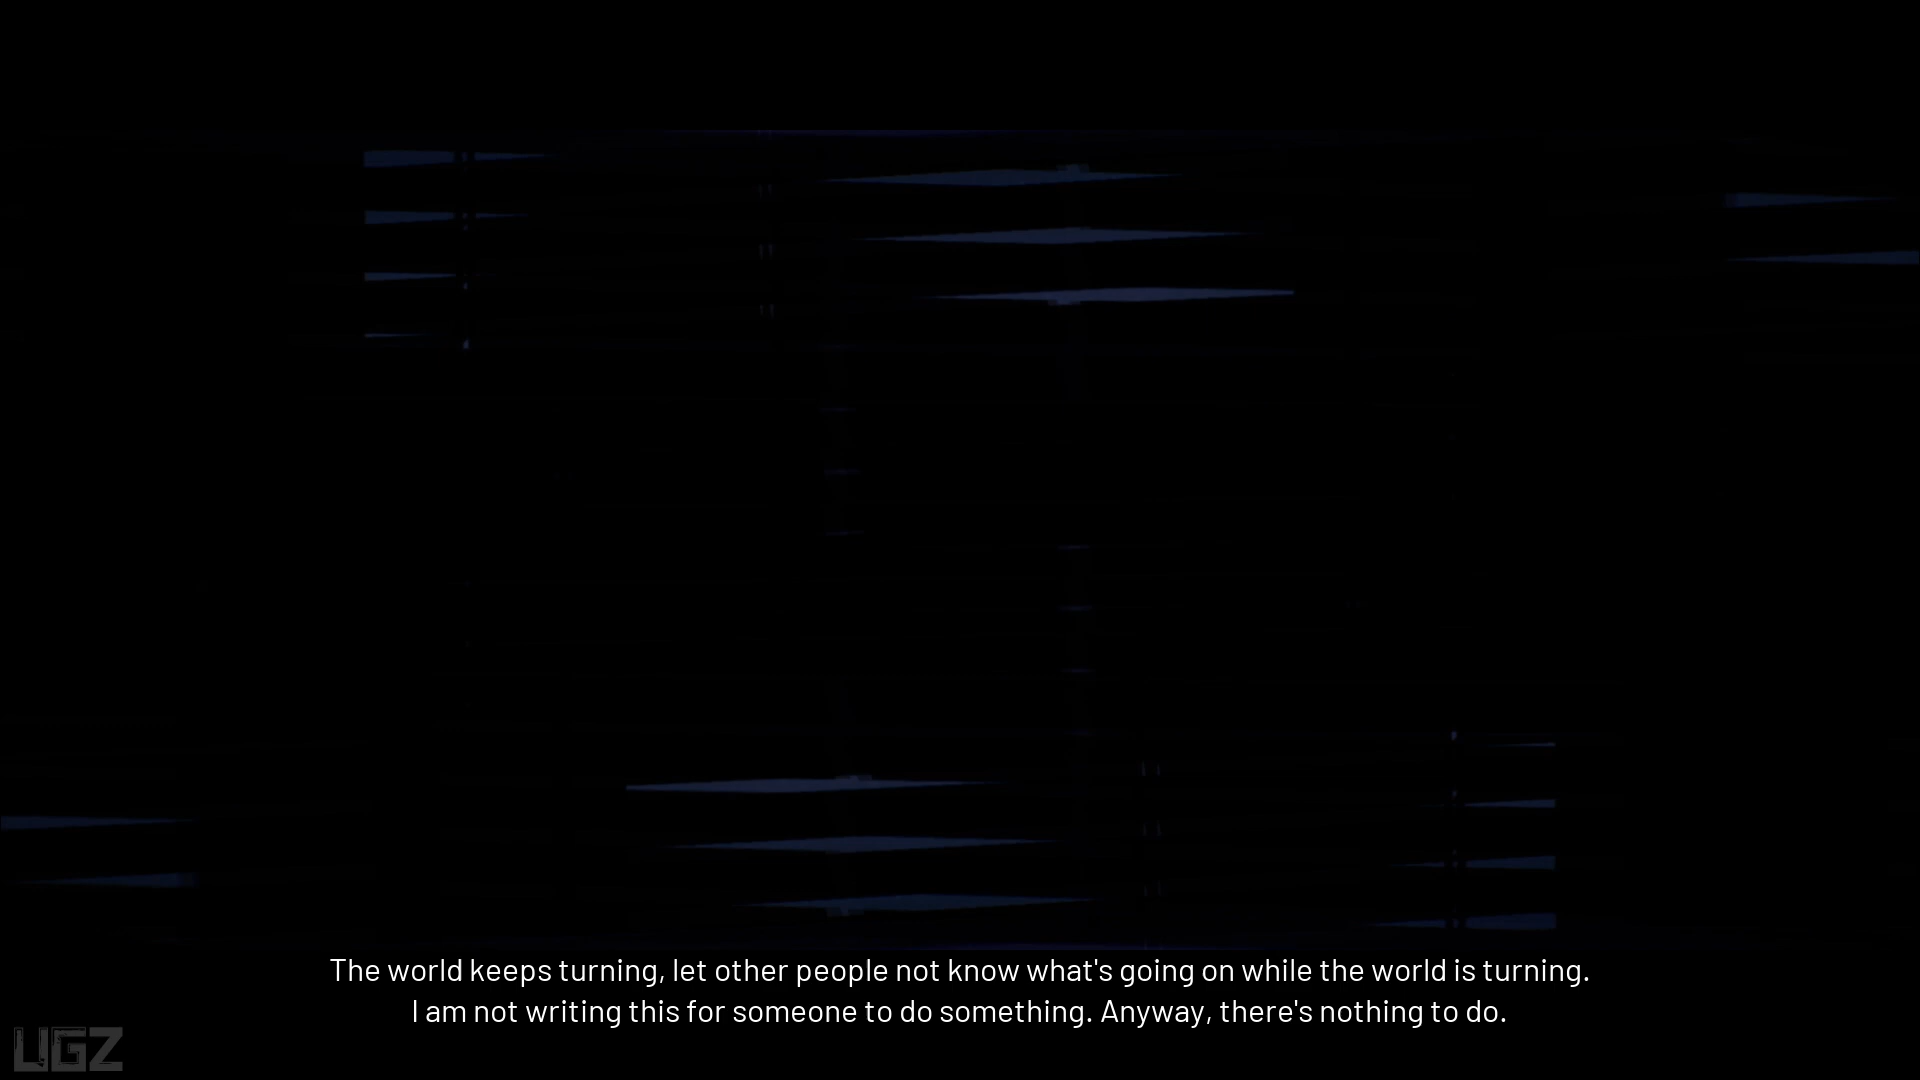 The world keeps turning, let other people not know what's going on while the world is turning.
I am not writing this for someone to do something. Anyway, there's nothing to do.
UGZ